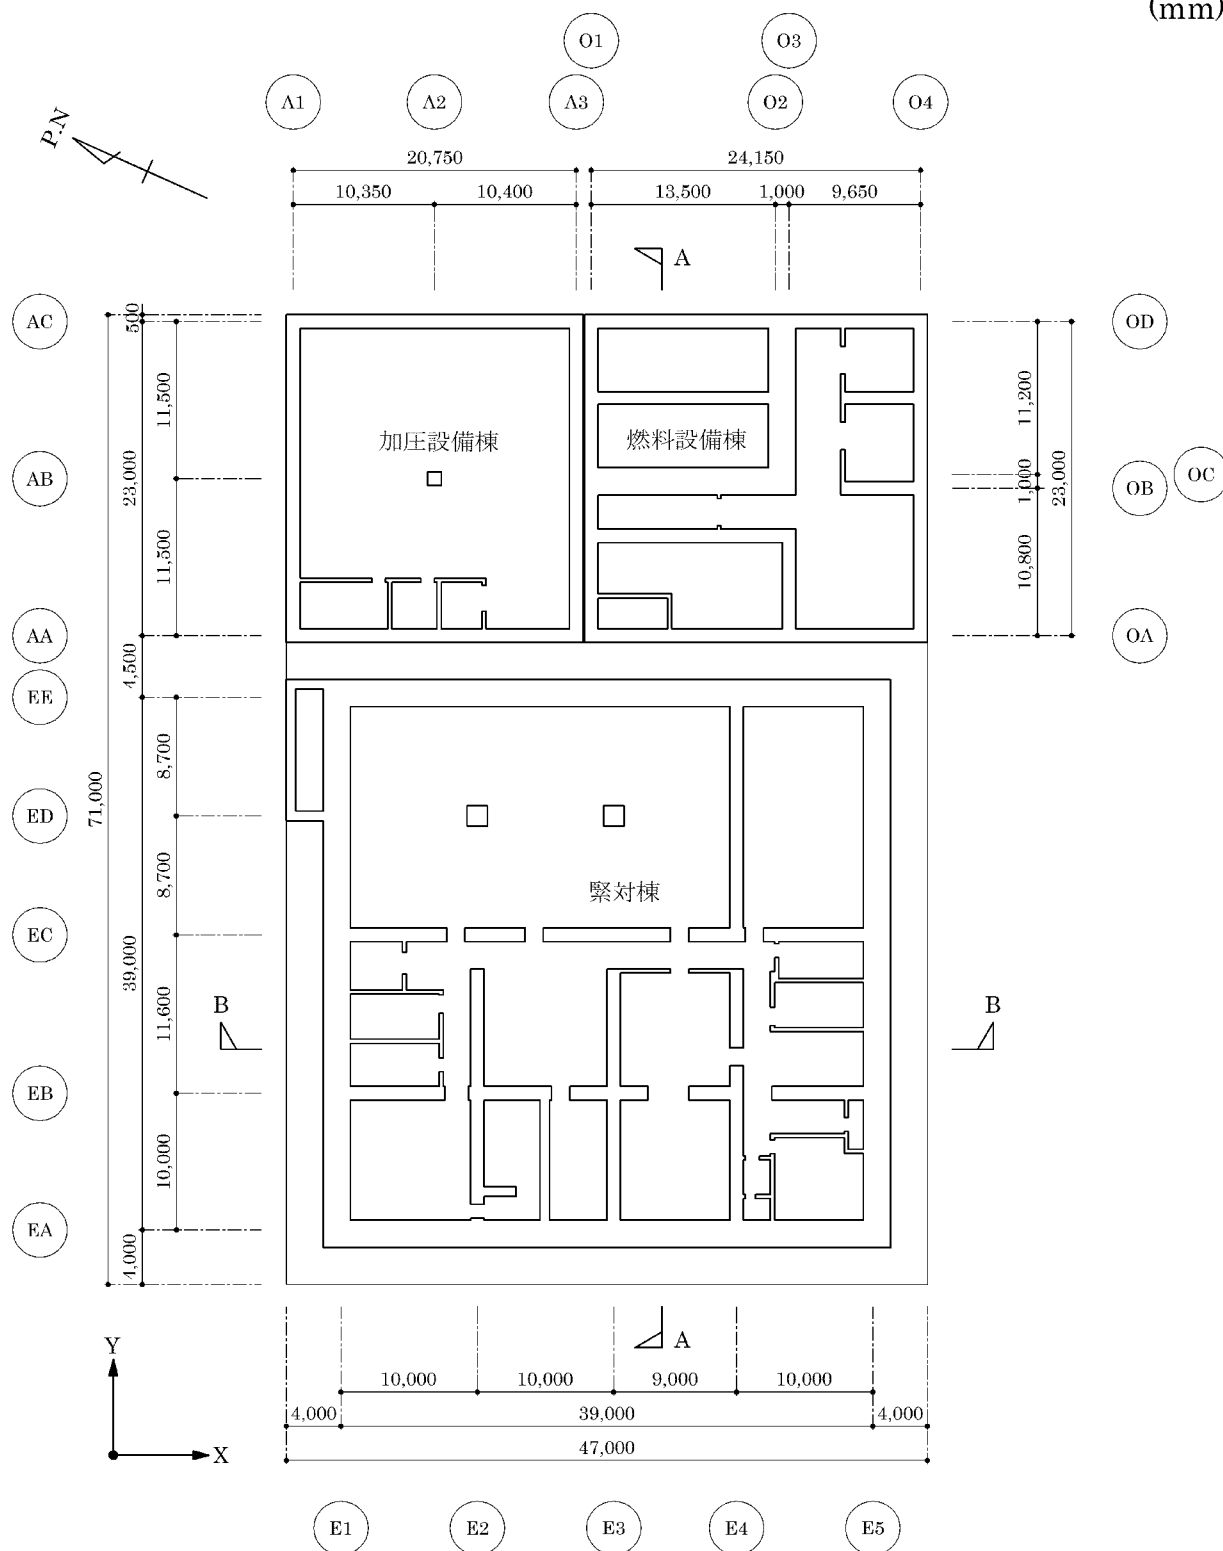 (mm)
O1 O3
A1 A2 A3 O2 O4
P.N
20,750 24,150
10,350 10,400 13,500 1,000 9,650
A
AC 500 OD
11,500 11,200
加圧設備棟 燃料設備棟
AB 23,000 1,000 23,000 OB OC
11,500 10,800
AA OA
4,500
EE
8,700
71,000
ED
8,700
緊対棟
EC
39,000
B B
11,600
EB
10,000
EA
4,000
Y
A
10,000 10,000 9,000 10,000
4,000 39,000 4,000
X 47,000
E1 E2 E3 E4 E5